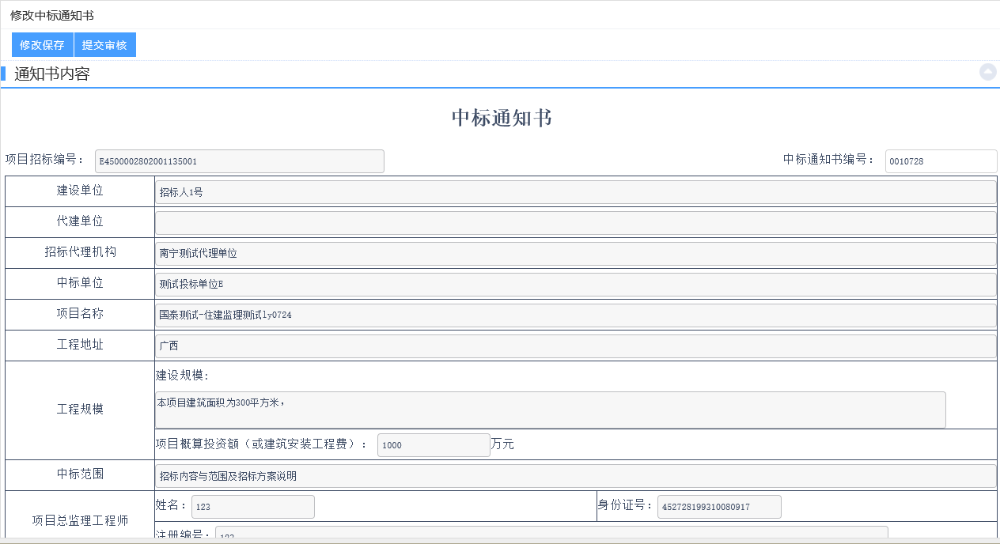 修改中标通知书
修改保存 提交审核
通知书内容
中标通知书
项目招标编号： E4500002802001135001 中标通知书编号： 0010728
建设单位 招标人1号
代建单位
招标代理机构 南宁测试代理单位
中标单位 测试投标单位E
项目名称 国泰测试-住建监理测试ly0724
工程地址 广西
建设规模:
工程规模 本项目建筑面积为300平方米，
项目概算投资额（或建筑安装工程费）： 1000 万元
中标范围 招标内容与范围及招标方案说明
姓名： 123 身份证号： 452728199310080917
项目总监理工程师
注册编号： 123